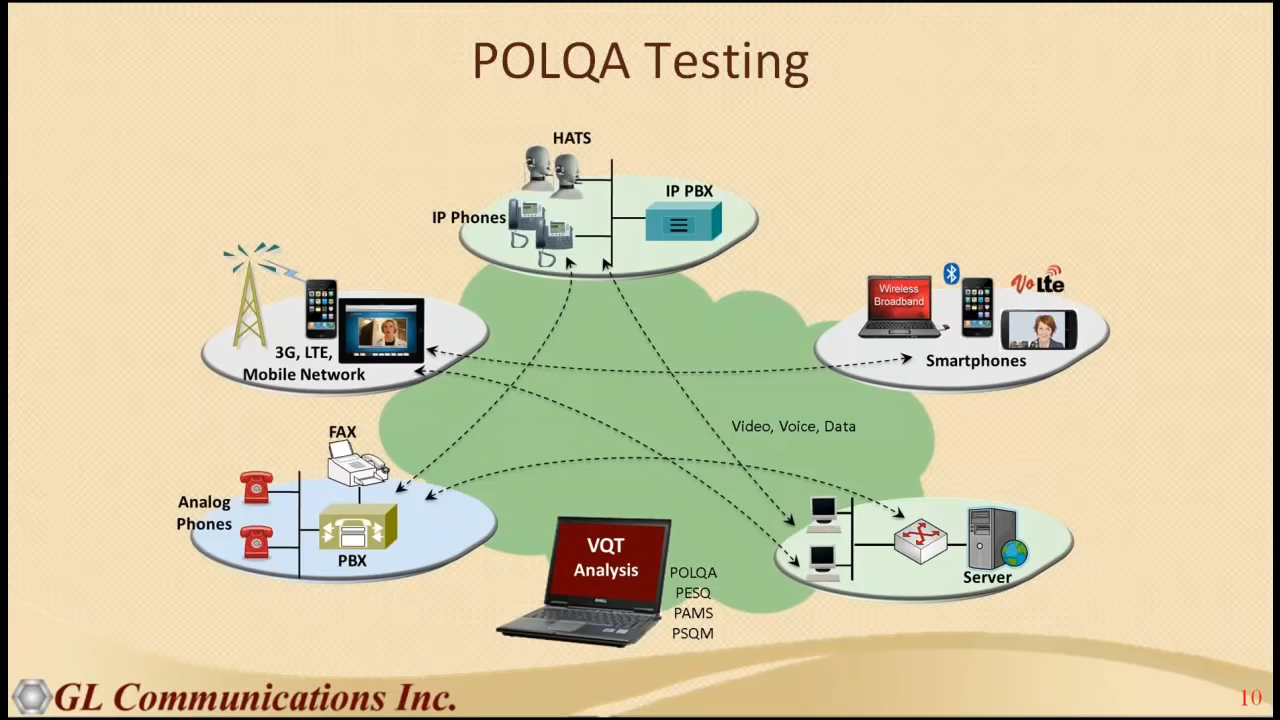 POLQA Testing
HATS
IP PBX
IP Phones
Wireless
Broadband
VoLTE
3G, LTE,
Mobile Network
Smartphones
Video, Voice, Data
FAX
Analog
Phones
PBX
VQT
Analysis
POLQA
PESQ
PAMS
PSQM
Server
GL Communications Inc.
10